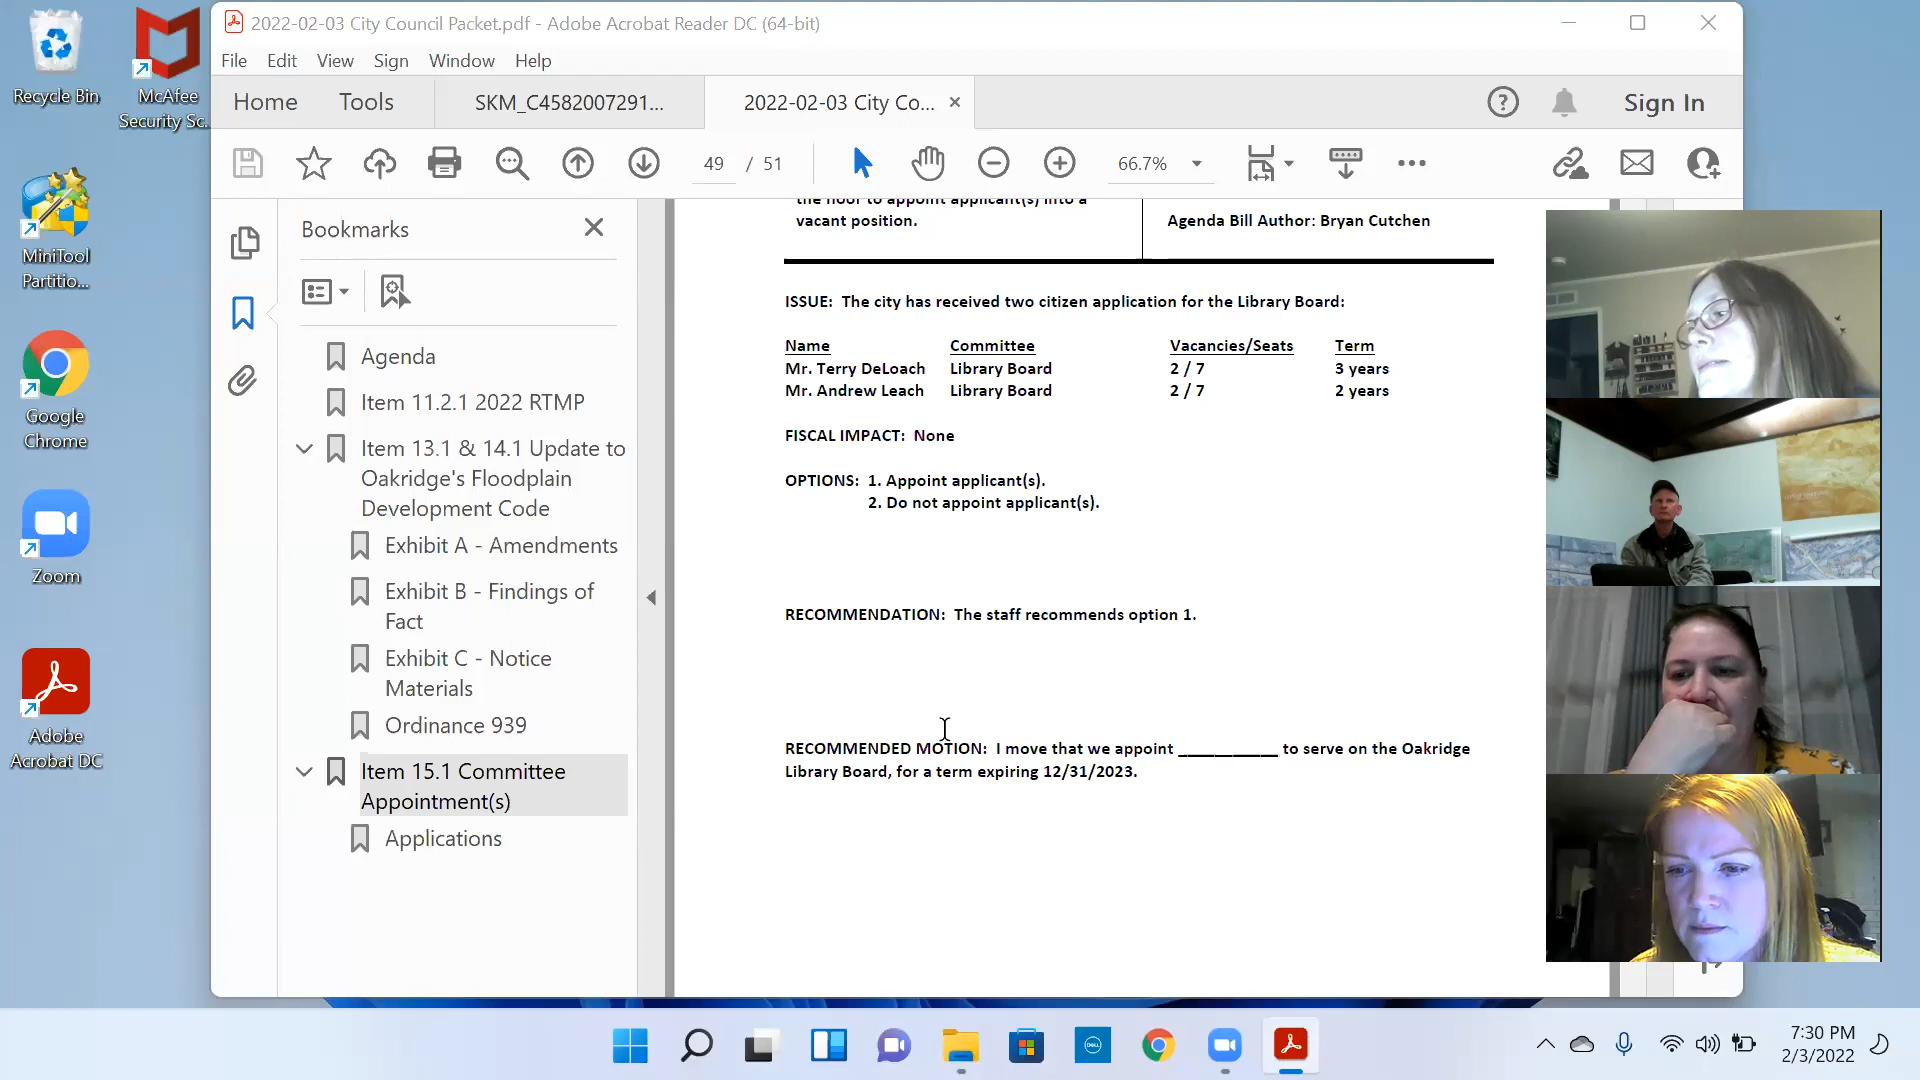 Recycle Bin
McAfee
Security Sc.
MiniTool
Partitio...
Google
Chrome
Zoom
Adobe
Acrobat DC
2022-02-03 City Council Packet.pdf - Adobe Acrobat Reader DC (64-bit)
File Edit View Sign Window Help
Home Tools SKM_C4582007291... 2022-02-03 City Co... Sign In
49 / 51 66.7%
Bookmarks
Agenda
Item 11.2.1 2022 RTMP
Item 13.1 & 14.1 Update to
Oakridge's Floodplain
Development Code
Exhibit A - Amendments
Exhibit B - Findings of
Fact
Exhibit C - Notice
Materials
Ordinance 939
Item 15.1 Committee
Appointment(s)
Applications
the floor to appoint applicant(s) into a
vacant position.
Agenda Bill Author: Bryan Cutchen
ISSUE: The city has received two citizen application for the Library Board:
Name Committee Vacancies/Seats Term
Mr. Terry DeLoach Library Board 2 / 7 3 years
Mr. Andrew Leach Library Board 2 / 7 2 years
FISCAL IMPACT: None
OPTIONS: 1. Appoint applicant(s).
2. Do not appoint applicant(s).
RECOMMENDATION: The staff recommends option 1.
RECOMMENDED MOTION: I move that we appoint ____________ to serve on the Oakridge
Library Board, for a term expiring 12/31/2023.
DELL
7:30 PM
2/3/2022